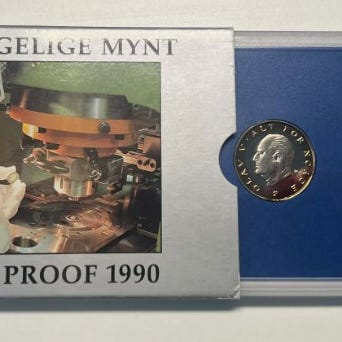 GELIGE MYNT
PROOF 1990
OLAV V · ALT FOR NORGE